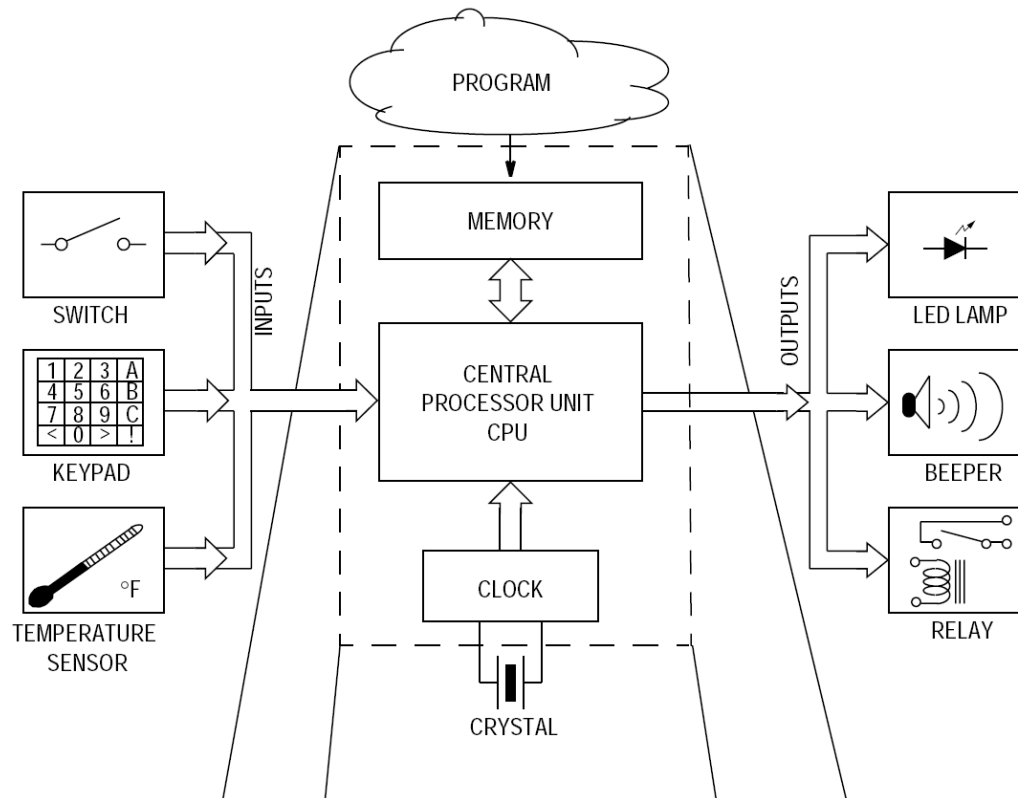 PROGRAM
MEMORY
SWITCH
INPUTS
OUTPUTS
LED LAMP
1 2 3 A
4 5 6 B
7 8 9 C
< 0 > !
KEYPAD
CENTRAL
PROCESSOR UNIT
CPU
BEEPER
°F
TEMPERATURE
SENSOR
CLOCK
CRYSTAL
RELAY